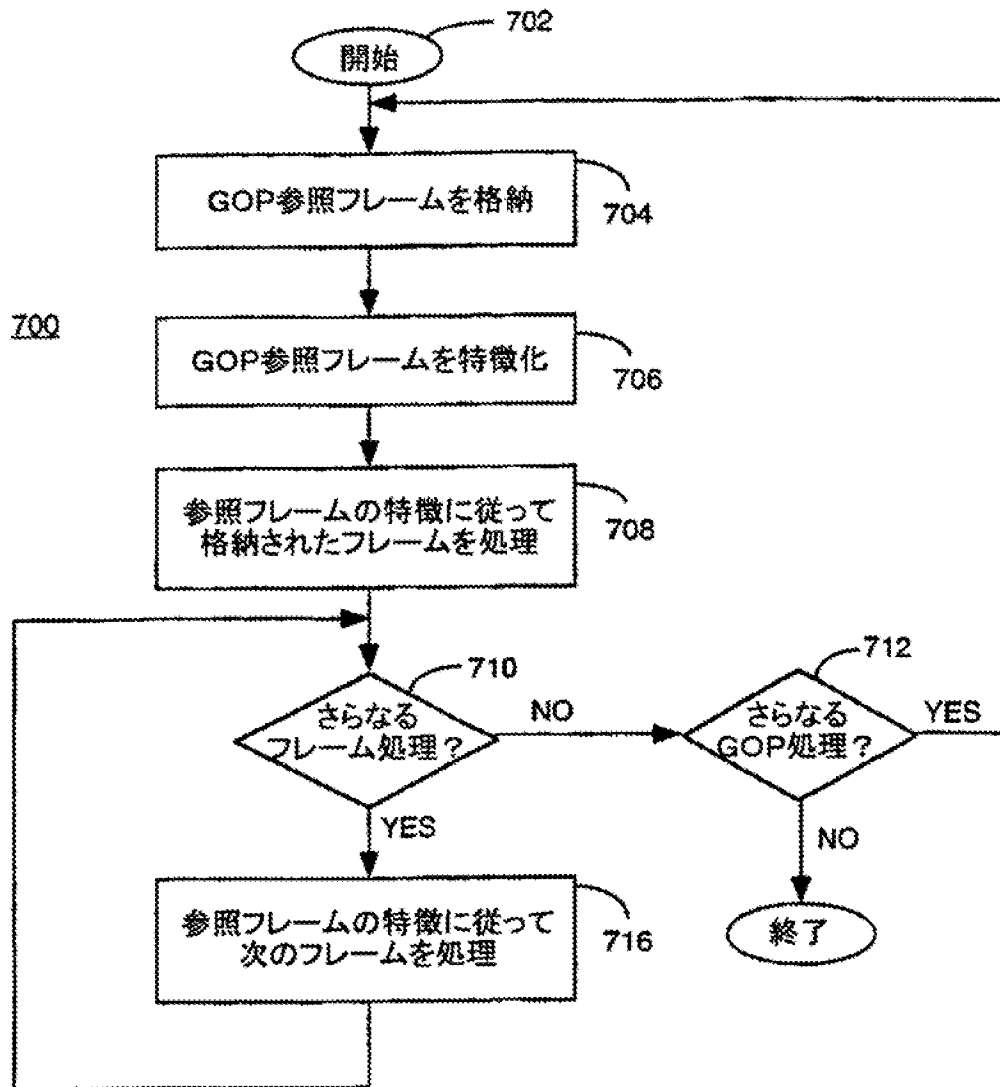 702
開始
GOP参照フレームを格納
704
700
GOP参照フレームを特徴化
706
参照フレームの特徴に従って
格納されたフレームを処理
708
710
さらなる
フレーム処理？
NO
712
さらなる
GOP処理？
YES
YES
NO
参照フレームの特徴に従って
次のフレームを処理
716
終了